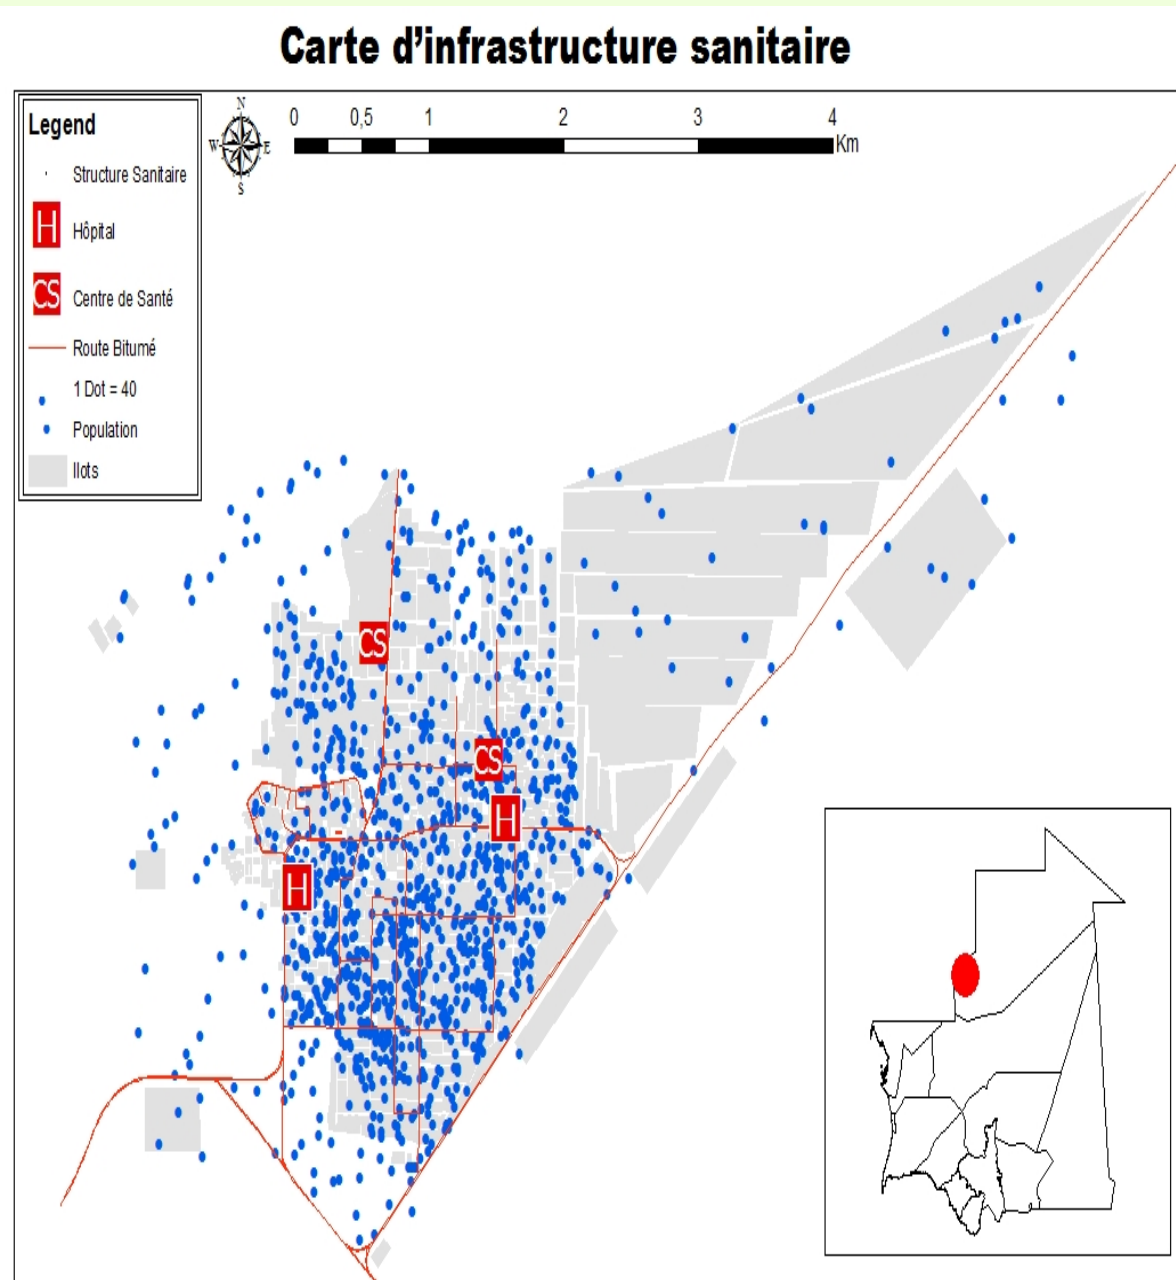 Carte d'infrastructure sanitaire
Legend
Structure Sanitaire
H
Hôpital
CS
Centre de Santé
Route Bitumé
1 Dot = 40
Population
Ilots
N
W
E
S
0 0,5 1 2 3 4
Km
CS
CS
H
H